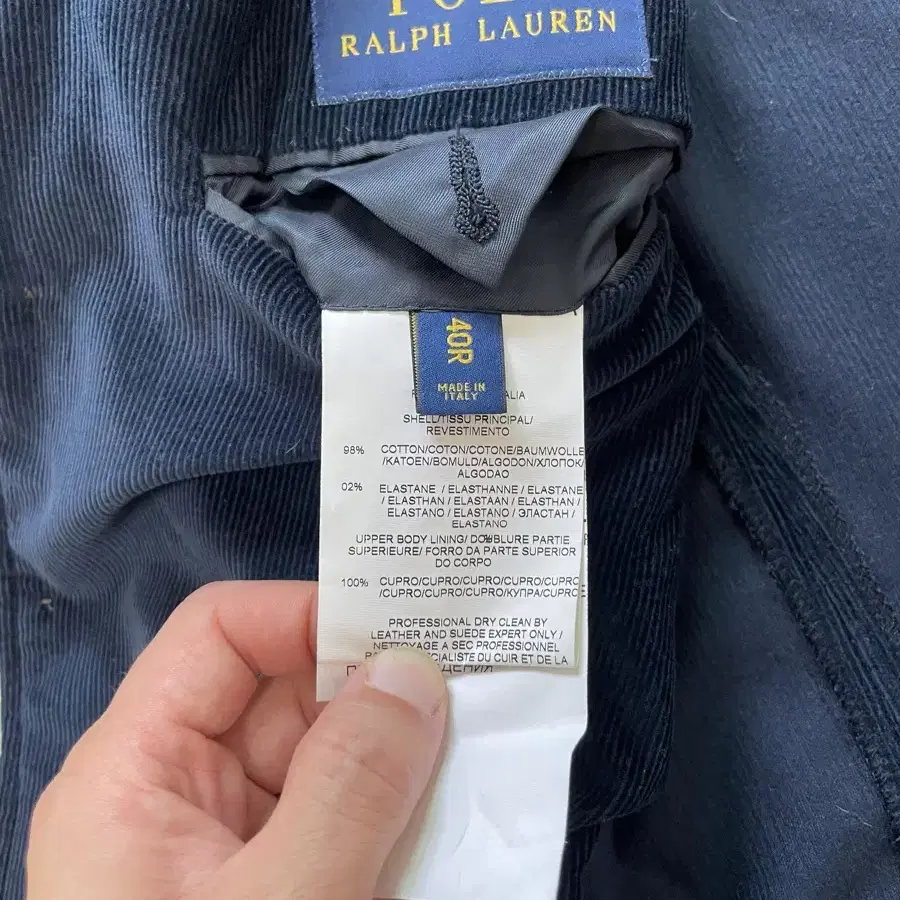 RALPH LAUREN
40R
MADE IN
ITALY
SHELL/TISSU PRINCIPAL/
REVESTIMENTO
98% COTTON/COTON/COTONE/BAUMWOLLE
/KATOEN/BOMULD/ALGODON/ХЛОПОК/
ALGODAO
02% ELASTANE / ELASTHANNE / ELASTANE
/ ELASTHAN / ELASTAAN / ELASTHAN /
ELASTANO / ELASTANO / ЭЛАСТАН /
ELASTANO
UPPER BODY LINING/ DOUBLURE PARTIE
SUPERIEURE/ FORRO DA PARTE SUPERIOR
DO CORPO
100% CUPRO/CUPRO/CUPRO/CUPRO/CUPRO
/CUPRO/CUPRO/CUPRO/КУПРА/CUPRO
PROFESSIONAL DRY CLEAN BY
LEATHER AND SUEDE EXPERT ONLY /
NETTOYAGE A SEC PROFESSIONNEL
DU CUIR ET DE LA